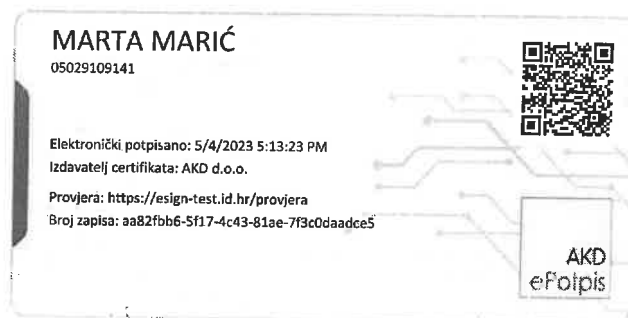 MARTA MARIĆ
05029109141
Elektronički potpisano: 5/4/2023 5:13:23 PM
Izdavatelj certifikata: AKD d.o.o.
Provjera: https://esign-test.id.hr/provjera
Broj zapisa: aa82fbb6-5f17-4c43-81ae-7f3c0daadce5
AKD
ePotpis